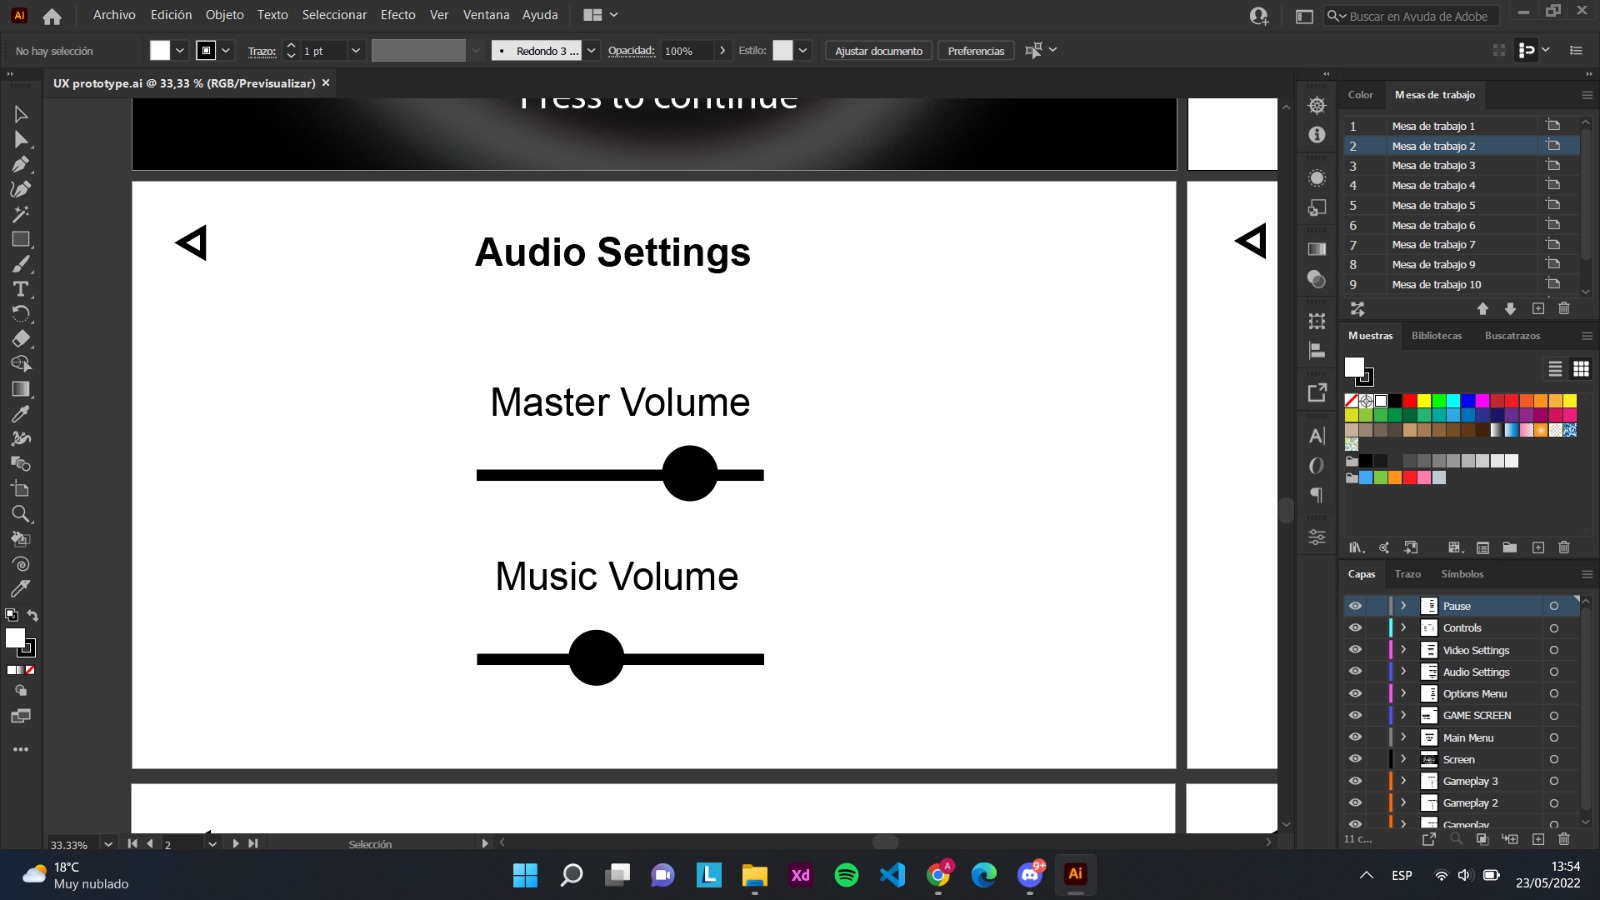 Ai Archivo Edición Objeto Texto Seleccionar Efecto Ver Ventana Ayuda Buscar en Ayuda de Adobe
No hay selección Trazo: 1 pt Redondo 3 ... Opacidad: 100% Estilo: Ajustar documento Preferencias
UX prototype.ai @ 33,33 % (RGB/Previsualizar) ×
Press to continue
Audio Settings
Master Volume
Music Volume
33.33% 2 Selección
Color Mesas de trabajo
1 Mesa de trabajo 1
2 Mesa de trabajo 2
3 Mesa de trabajo 3
4 Mesa de trabajo 4
5 Mesa de trabajo 5
6 Mesa de trabajo 6
7 Mesa de trabajo 7
8 Mesa de trabajo 9
9 Mesa de trabajo 10
Muestras Bibliotecas Buscatrazos
Capas Trazo Símbolos
Pause
Controls
Video Settings
Audio Settings
Options Menu
GAME SCREEN
Main Menu
Screen
Gameplay 3
Gameplay 2
Gameplay
11 c...
18°C
Muy nublado
L Xd A 9+ Ai
ESP
13:54
23/05/2022